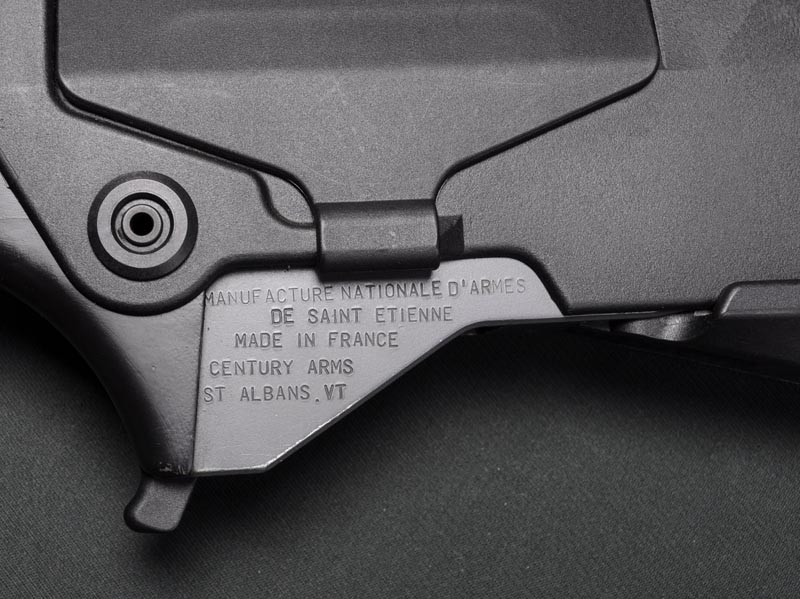 MANUFACTURE NATIONALE D'ARMES
DE SAINT ETIENNE
MADE IN FRANCE
CENTURY ARMS
ST ALBANS, VT